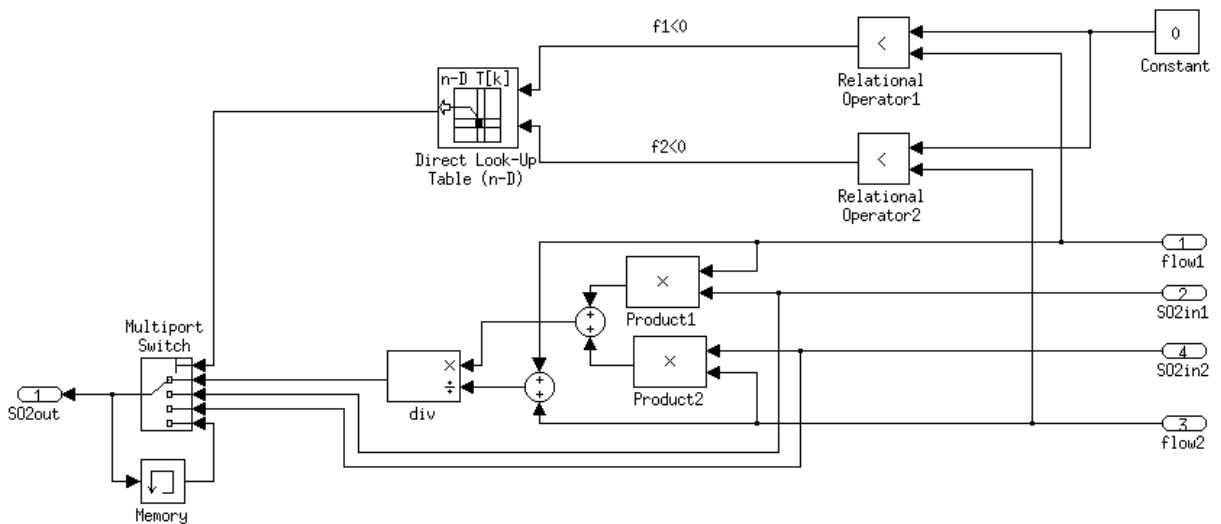 f1<0
<
Relational
Operator1
0
Constant
n-D T[k]
Direct Look-Up
Table (n-D)
f2<0
<
Relational
Operator2
1
flow1
×
Product1
2
SO2in1
+
+
Multiport
Switch
×
Product2
4
SO2in2
×
÷
div
+
+
1
SO2out
3
flow2
Memory